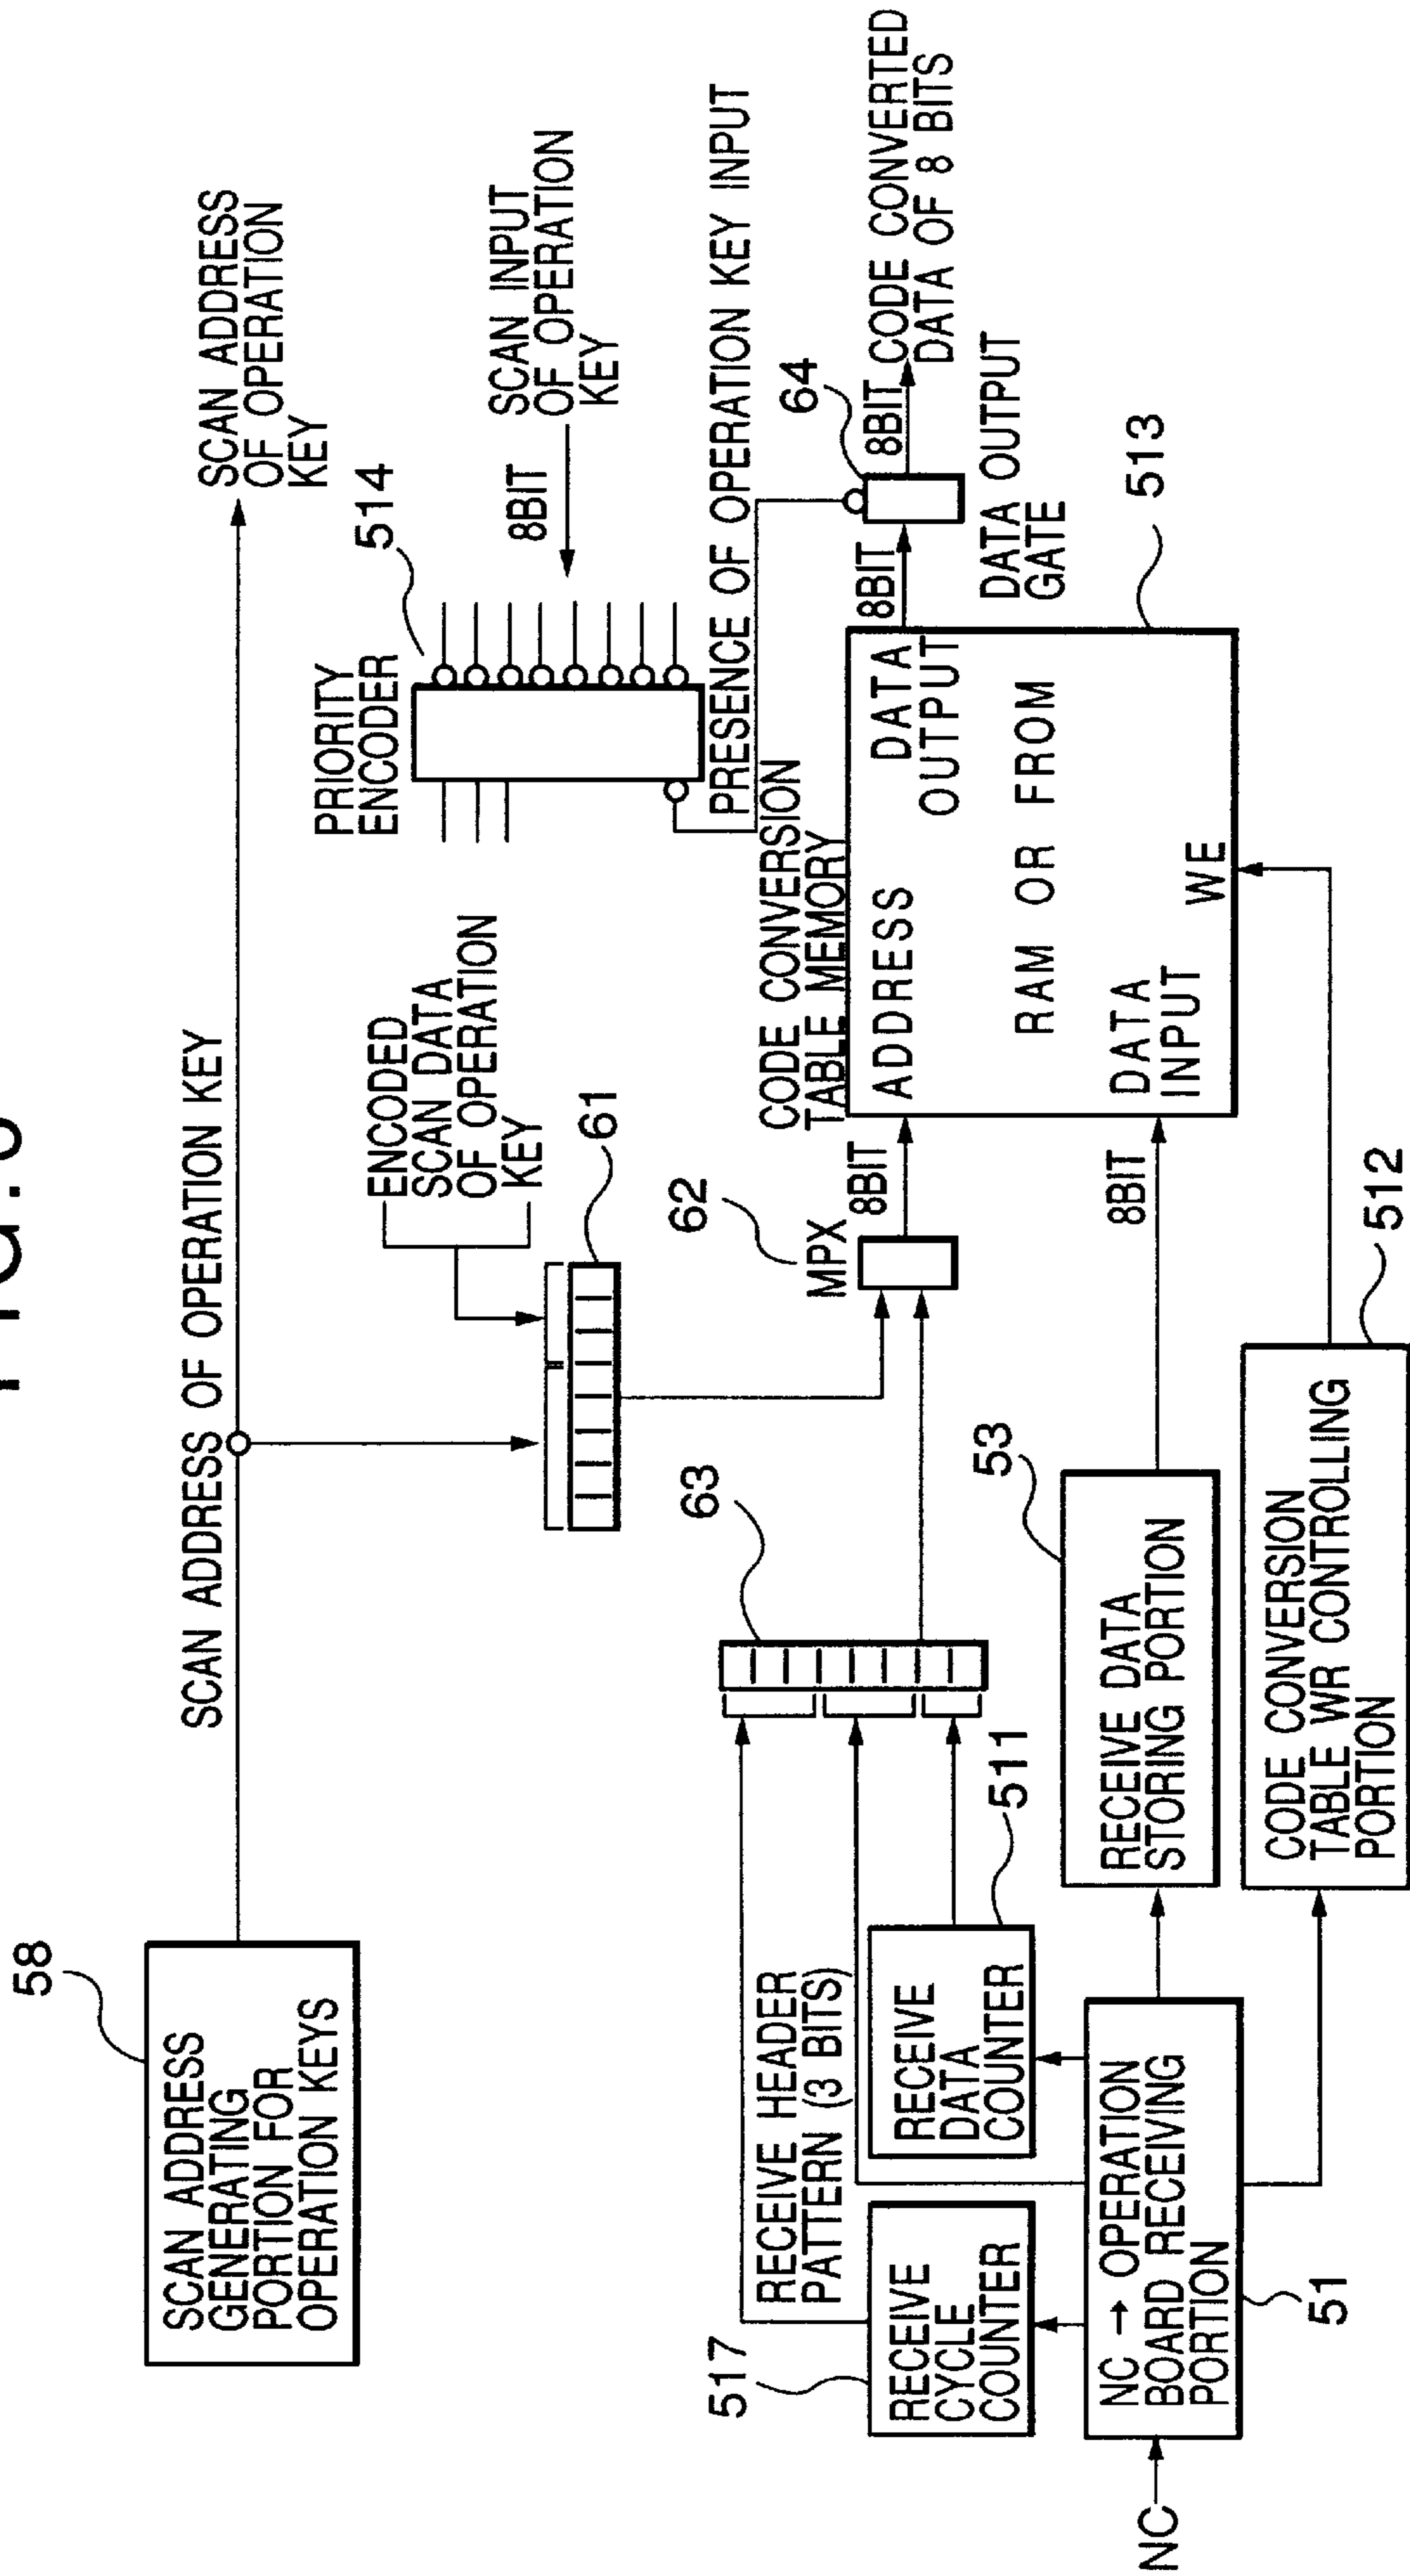 58
SCAN ADDRESS
GENERATING
PORTION FOR
OPERATION KEYS
SCAN ADDRESS OF OPERATION KEY
SCAN ADDRESS
OF OPERATION
KEY
ENCODED
SCAN DATA
OF OPERATION
KEY
PRIORITY
ENCODER
514
8BIT
SCAN INPUT
OF OPERATION
KEY
61
63
62
MPX
8BIT
CODE CONVERSION
TABLE MEMORY
PRESENCE OF OPERATION KEY INPUT
ADDRESS
DATA
OUTPUT
RAM OR FROM
DATA
INPUT
WE
513
8BIT
64
8BIT
CODE CONVERTED
DATA OF 8 BITS
DATA OUTPUT
GATE
517
RECEIVE
CYCLE
COUNTER
RECEIVE HEADER
PATTERN (3 BITS)
RECEIVE
DATA
COUNTER
511
53
RECEIVE DATA
STORING PORTION
8BIT
NC
NC → OPERATION
BOARD RECEIVING
PORTION
51
CODE CONVERSION
TABLE WR CONTROLLING
PORTION
512